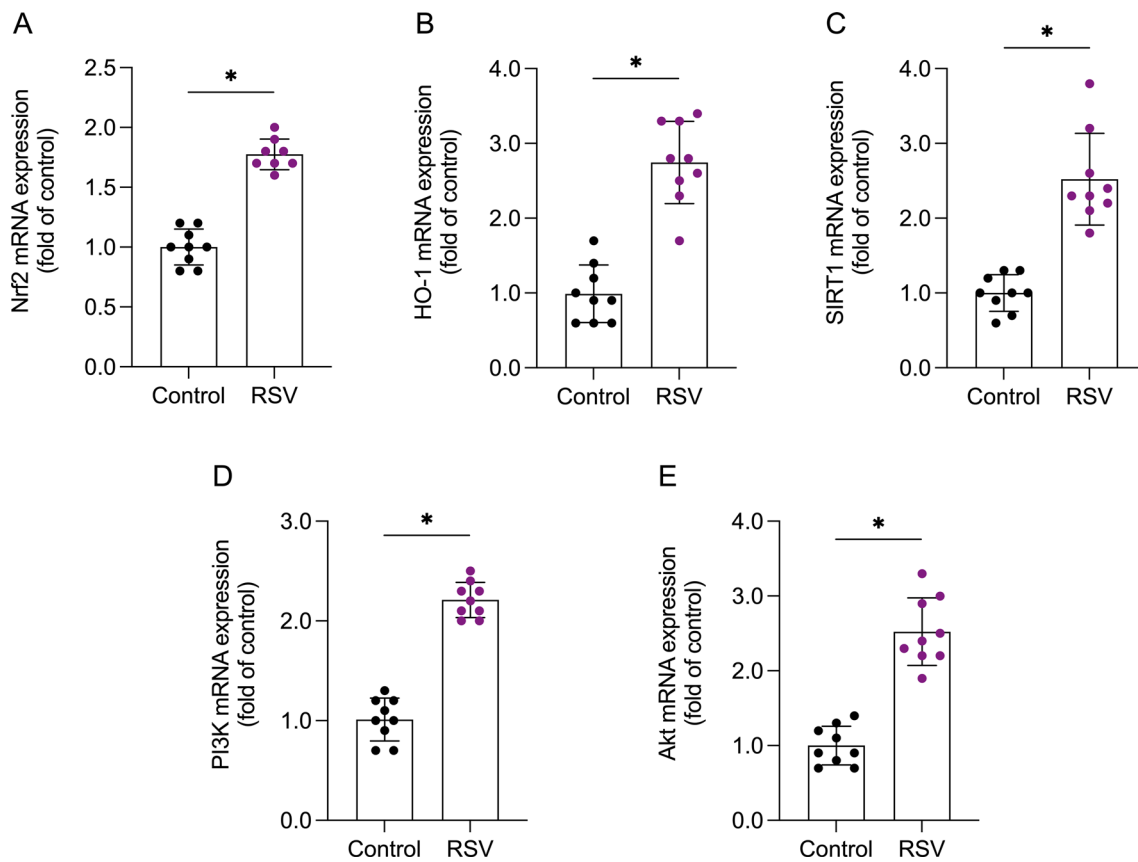 A
Nrf2 mRNA expression
(fold of control)
2.5
2.0
1.5
1.0
0.5
0.0
*
Control RSV
B
HO-1 mRNA expression
(fold of control)
4.0
3.0
2.0
1.0
0.0
*
Control RSV
C
SIRT1 mRNA expression
(fold of control)
4.0
3.0
2.0
1.0
0.0
*
Control RSV
D
PI3K mRNA expression
(fold of control)
3.0
2.0
1.0
0.0
*
Control RSV
E
Akt mRNA expression
(fold of control)
4.0
3.0
2.0
1.0
0.0
*
Control RSV